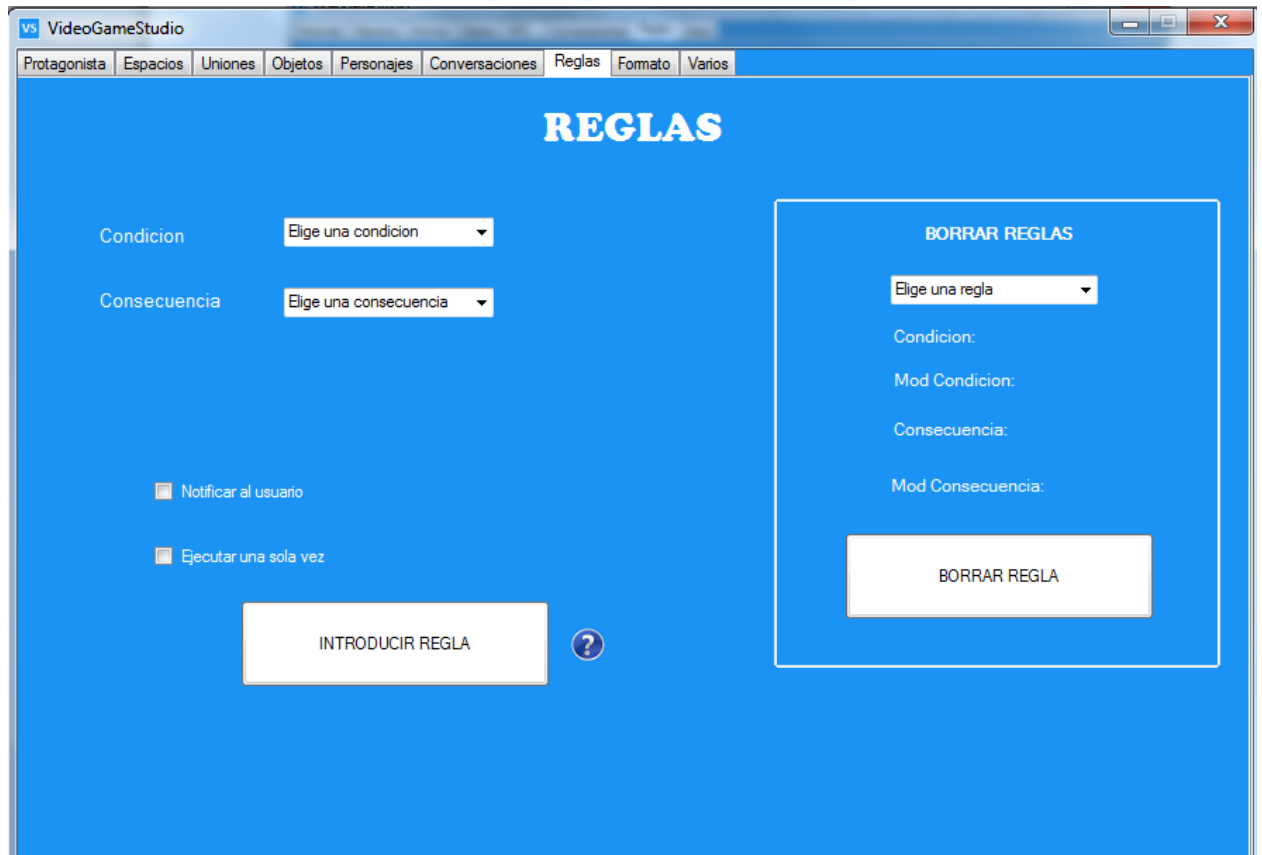 VS VideoGameStudio
Protagonista Espacios Uniones Objetos Personajes Conversaciones Reglas Formato Varios
REGLAS
Condicion Elige una condicion
Consecuencia Elige una consecuencia
Notificar al usuario
Ejecutar una sola vez
INTRODUCIR REGLA
?
BORRAR REGLAS
Elige una regla
Condicion:
Mod Condicion:
Consecuencia:
Mod Consecuencia:
BORRAR REGLA